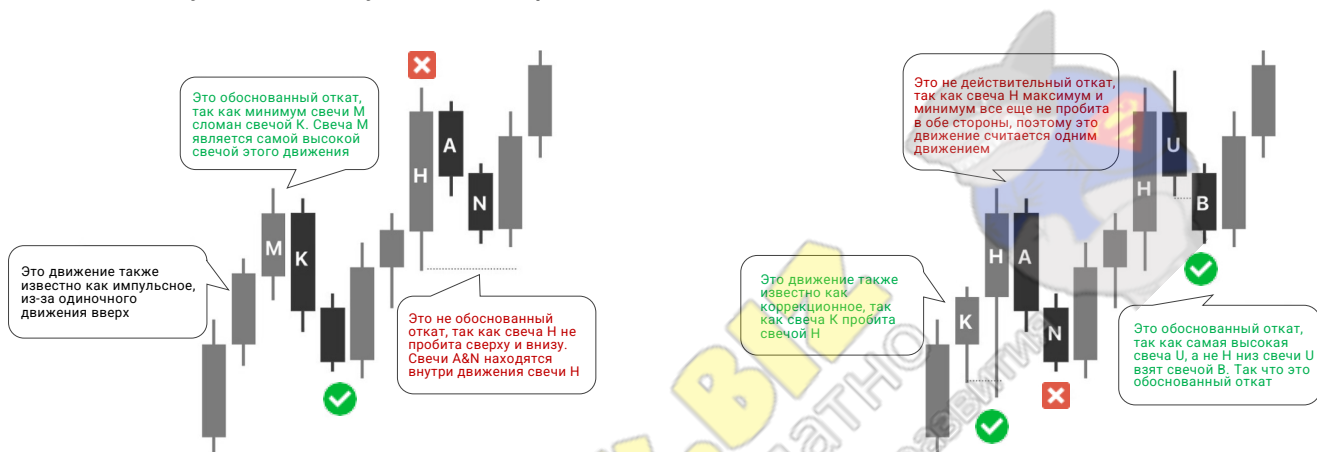 Это обоснованный откат,
так как минимум свечи М
сломан свечой К. Свеча М
является самой высокой
свечой этого движения
M
K
H
A
N
Это движение также
известно как импульсное,
из-за одиночного
движения вверх
Это не обоснованный
откат, так как свеча Н не
пробита сверху и внизу.
Свечи A&N находятся
внутри движения свечи Н
Это не действительный откат,
так как свеча Н максимум и
минимум все еще не пробита
в обе стороны, поэтому это
движение считается одним
движением
U
H
B
H
A
K
N
Это движение также
известно как
коррекционное, так
как свеча К пробита
свечой Н
Это обоснованный откат,
так как самая высокая
свеча U, а не Н низ свечи U
взят свечой В. Так что это
обоснованный откат
.BIZ